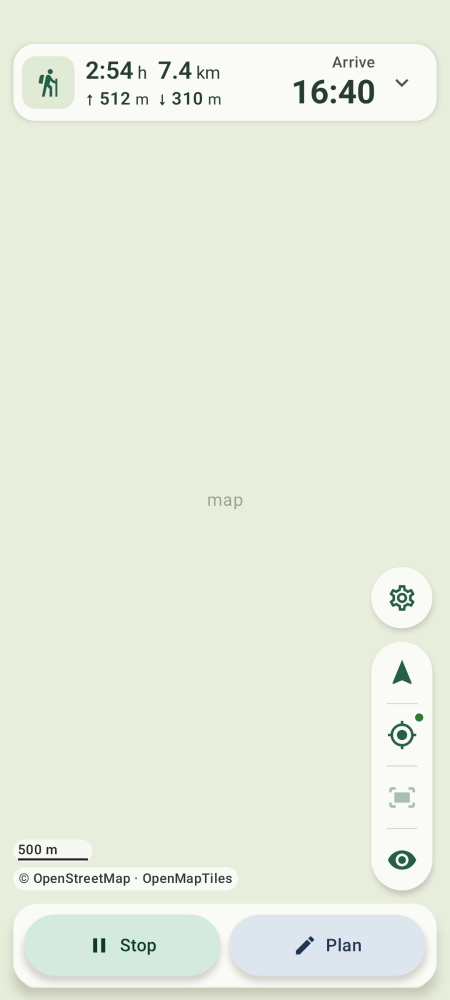 2:54 h 7.4 km
↑ 512 m ↓ 310 m
Arrive
16:40
map
500 m
© OpenStreetMap · OpenMapTiles
Stop
Plan